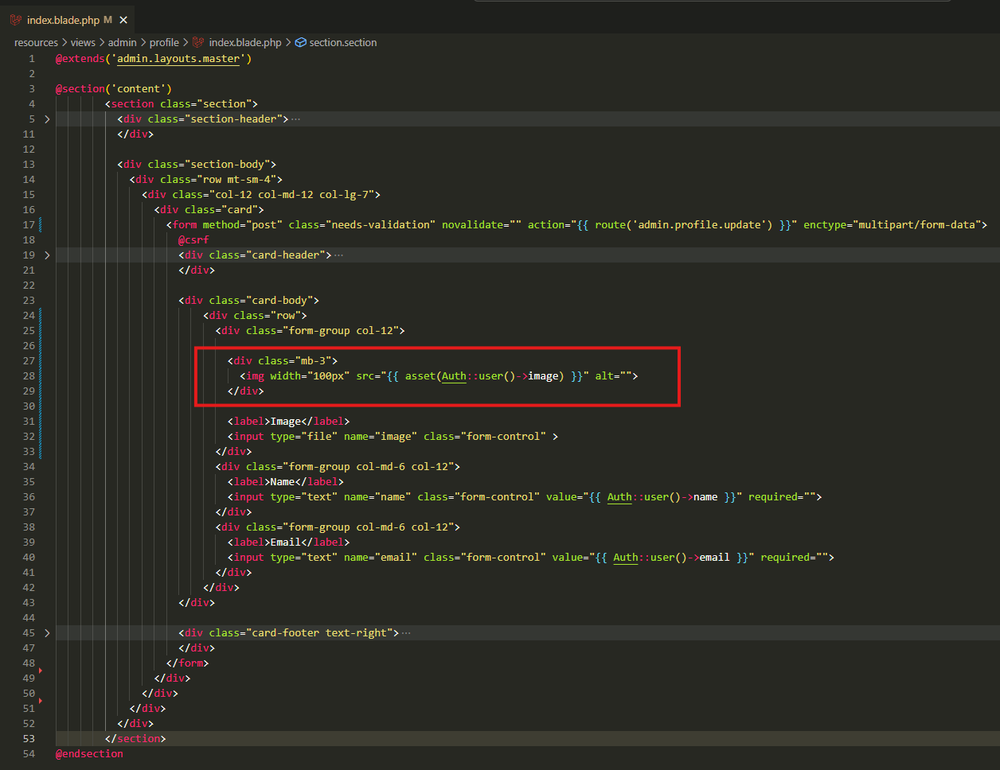 index.blade.php M ×
resources > views > admin > profile > index.blade.php > section.section
1 @extends('admin.layouts.master')
2
3 @section('content')
4 <section class="section">
5 <div class="section-header">···
11 </div>
12
13 <div class="section-body">
14 <div class="row mt-sm-4">
15 <div class="col-12 col-md-12 col-lg-7">
16 <div class="card">
17 <form method="post" class="needs-validation" novalidate="" action="{{ route('admin.profile.update') }}" enctype="multipart/form-data">
18 @csrf
19 <div class="card-header">···
21 </div>
22
23 <div class="card-body">
24 <div class="row">
25 <div class="form-group col-12">
26
27 <div class="mb-3">
28 <img width="100px" src="{{ asset(Auth::user()->image) }}" alt="">
29 </div>
30
31 <label>Image</label>
32 <input type="file" name="image" class="form-control" >
33 </div>
34 <div class="form-group col-md-6 col-12">
35 <label>Name</label>
36 <input type="text" name="name" class="form-control" value="{{ Auth::user()->name }}" required="">
37 </div>
38 <div class="form-group col-md-6 col-12">
39 <label>Email</label>
40 <input type="text" name="email" class="form-control" value="{{ Auth::user()->email }}" required="">
41 </div>
42 </div>
43 </div>
44
45 <div class="card-footer text-right">···
47 </div>
48 </form>
49 </div>
50 </div>
51 </div>
52 </div>
53 </section>
54 @endsection